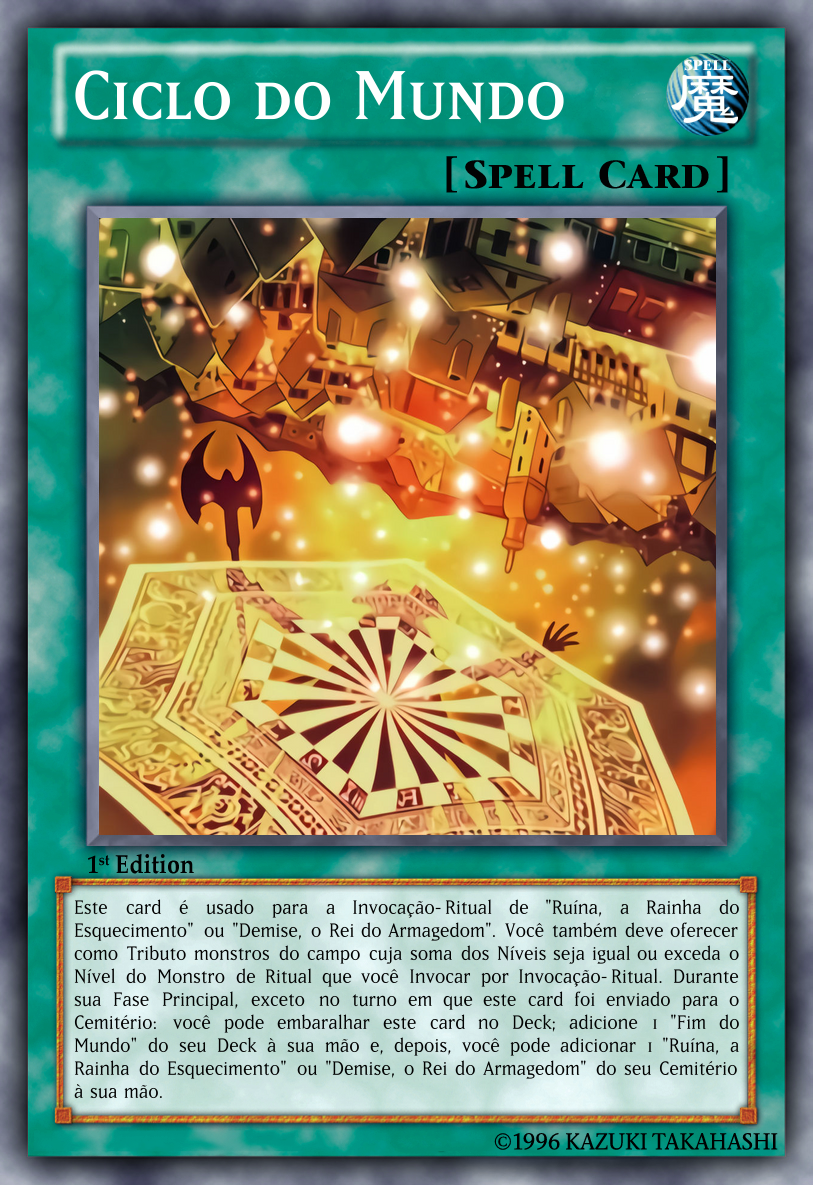 Ciclo do Mundo
SPELL
魔
[Spell Card]
1st Edition
Este card é usado para a Invocação-Ritual de "Ruína, a Rainha do
Esquecimento" ou "Demise, o Rei do Armagedom". Você também deve oferecer
como Tributo monstros do campo cuja soma dos Níveis seja igual ou exceda o
Nível do Monstro de Ritual que você Invocar por Invocação-Ritual. Durante
sua Fase Principal, exceto no turno em que este card foi enviado para o
Cemitério: você pode embaralhar este card no Deck; adicione 1 "Fim do
Mundo" do seu Deck à sua mão e, depois, você pode adicionar 1 "Ruína, a
Rainha do Esquecimento" ou "Demise, o Rei do Armagedom" do seu Cemitério
à sua mão.
©1996 KAZUKI TAKAHASHI